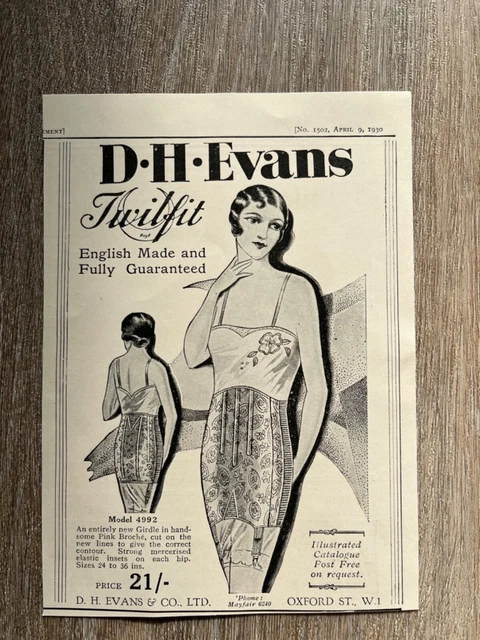 EMENT]
[No. 1502, April 9, 1930
D·H·Evans
Twilfit
Regd
English Made and
Fully Guaranteed
Model 4992
An entirely new Girdle in hand-
some Pink Broché, cut on the
new lines to give the correct
contour. Strong mercerised
elastic insets on each hip.
Sizes 24 to 36 ins.
PRICE 21/-
Illustrated
Catalogue
Post Free
on request.
D. H. EVANS & CO., LTD.
'Phone:
Mayfair 6240
OXFORD ST., W.1